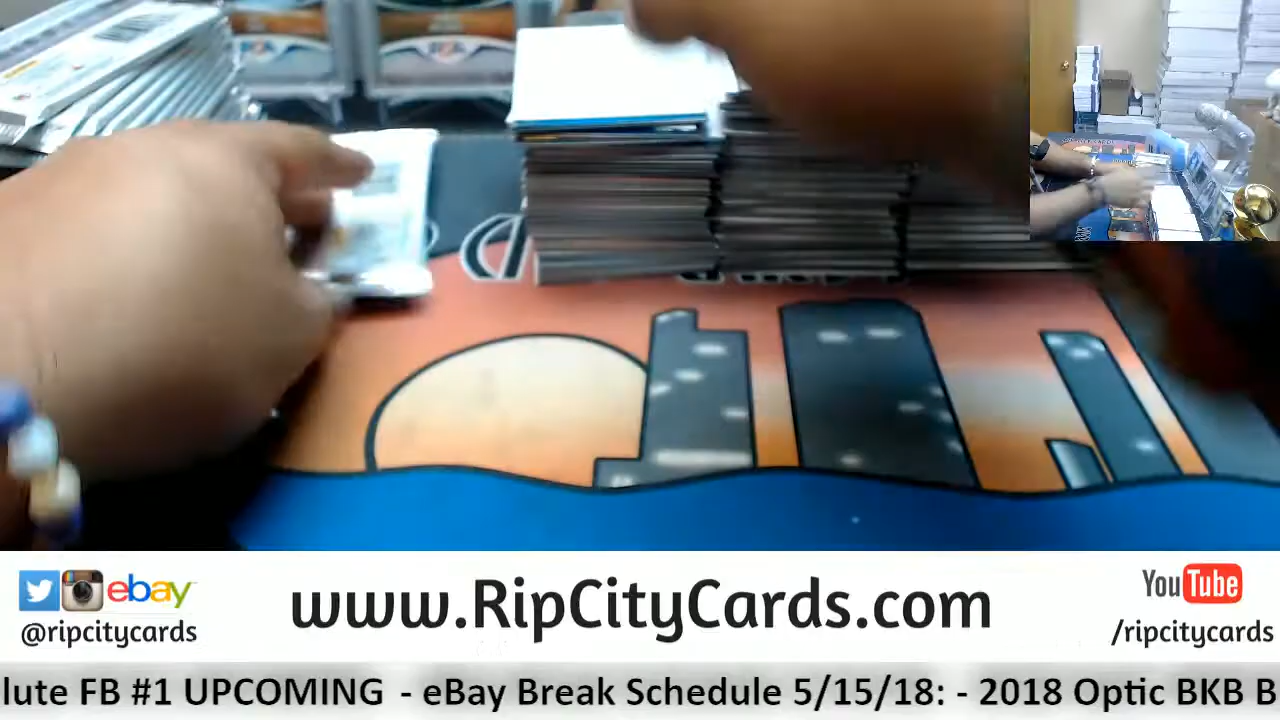 www.RipCityCards.com
ebay
@ripcitycards
YouTube
/ripcitycards
lute FB #1 UPCOMING - eBay Break Schedule 5/15/18: - 2018 Optic BKB B